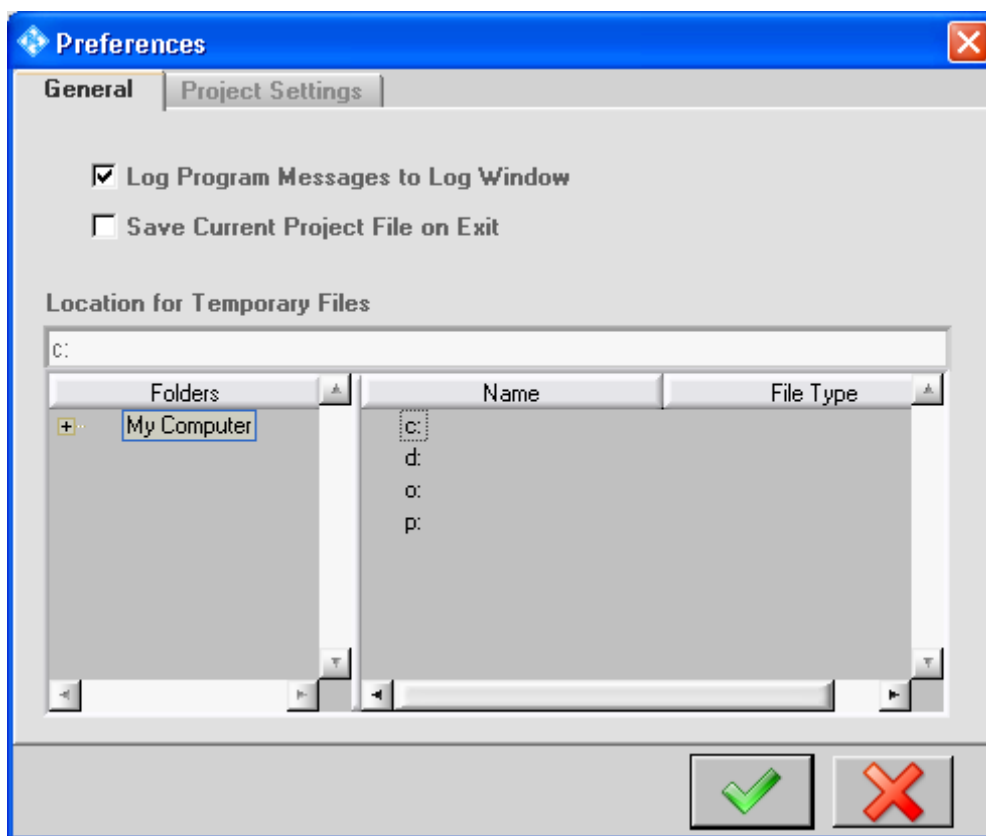 Preferences
General Project Settings
Log Program Messages to Log Window
Save Current Project File on Exit
Location for Temporary Files
c:
Folders Name File Type
My Computer c:
d:
o:
p: